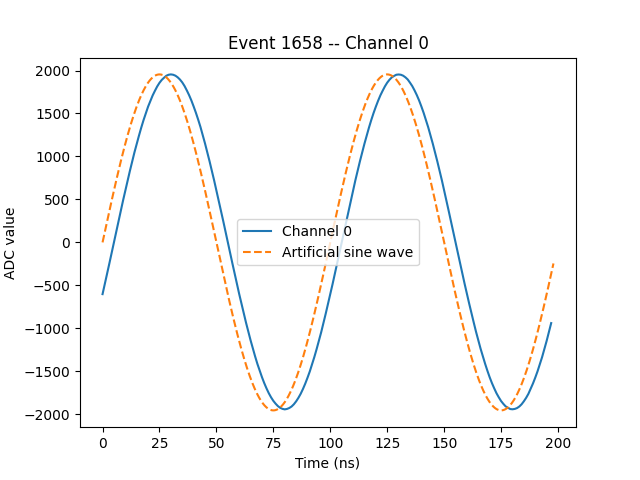 Event 1658 -- Channel 0
2000
1500
1000
500
0
−500
−1000
−1500
−2000
ADC value
Channel 0
Artificial sine wave
0 25 50 75 100 125 150 175 200
Time (ns)